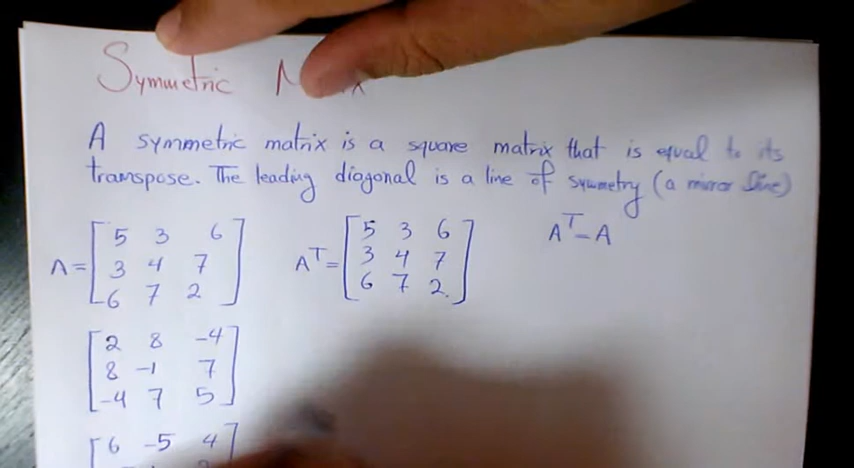 Symmetric
A symmetric matrix is a square matrix that is equal to its
transpose. The leading diagonal is a line of symmetry (a mirror line)
5 3 6
A = 3 4 7
6 7 2
5 3 6
Aᵀ = 3 4 7
6 7 2
Aᵀ = A
2 8 -4
8 -1 7
-4 7 5
6 -5 4